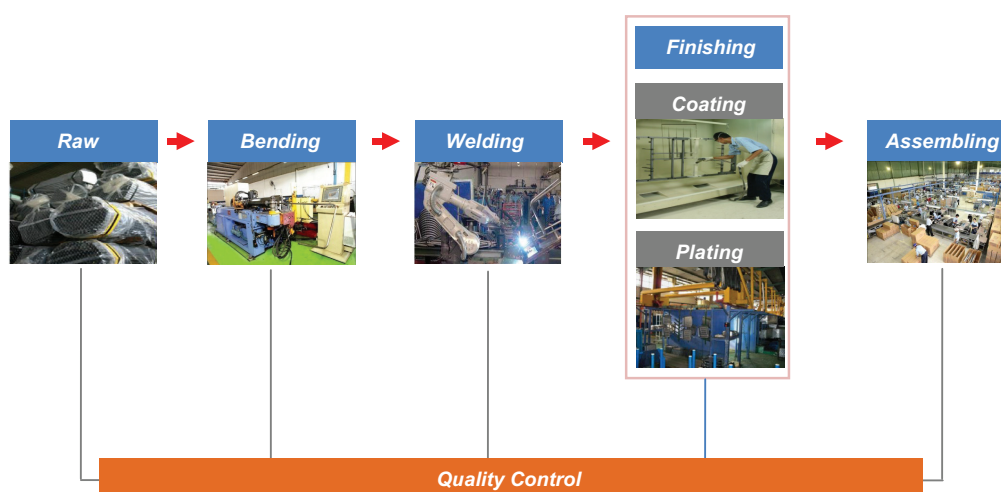 Raw
Bending
Welding
Finishing
Coating
Plating
Assembling
Quality Control